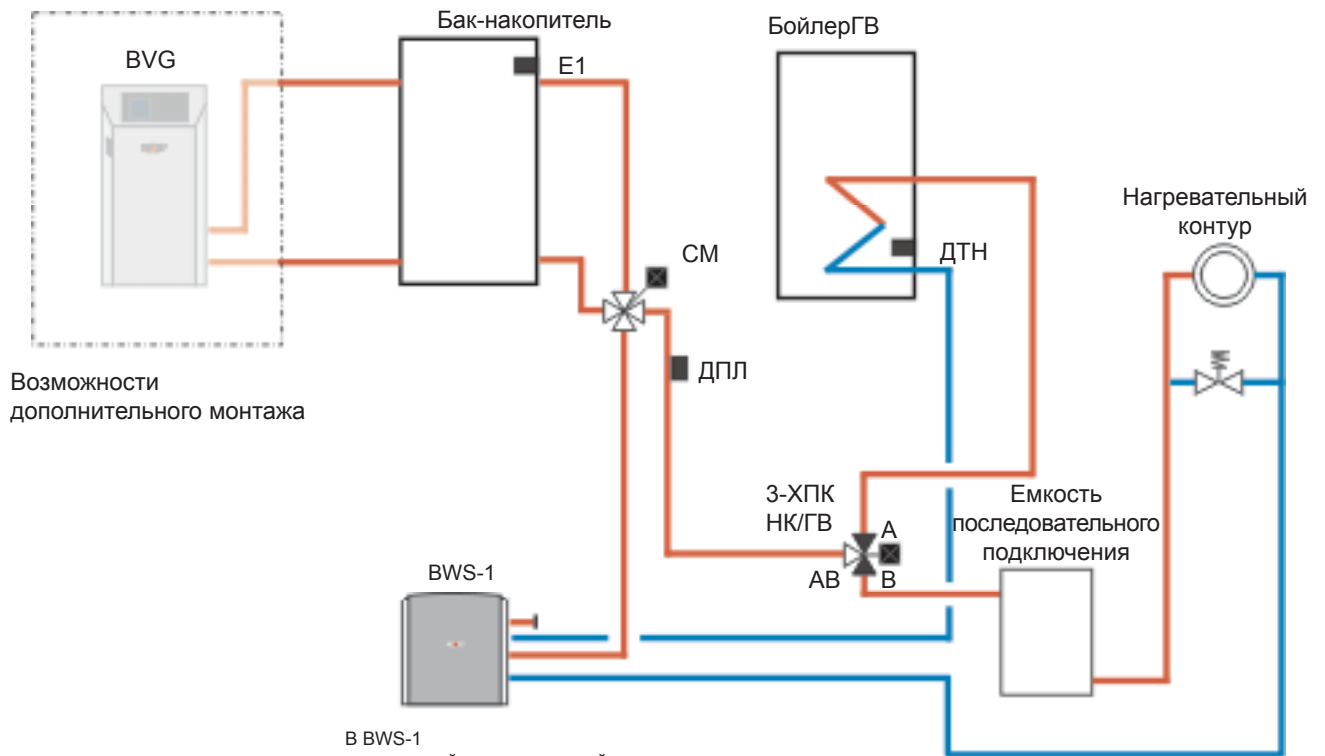 Бак-накопитель
БойлерГВ
BVG
E1
Нагревательный
контур
СМ
ДТН
ДПЛ
Возможности
дополнительного монтажа
3-ХПК
НК/ГВ
A
AB
B
Емкость
последовательного
подключения
BWS-1
В BWS-1